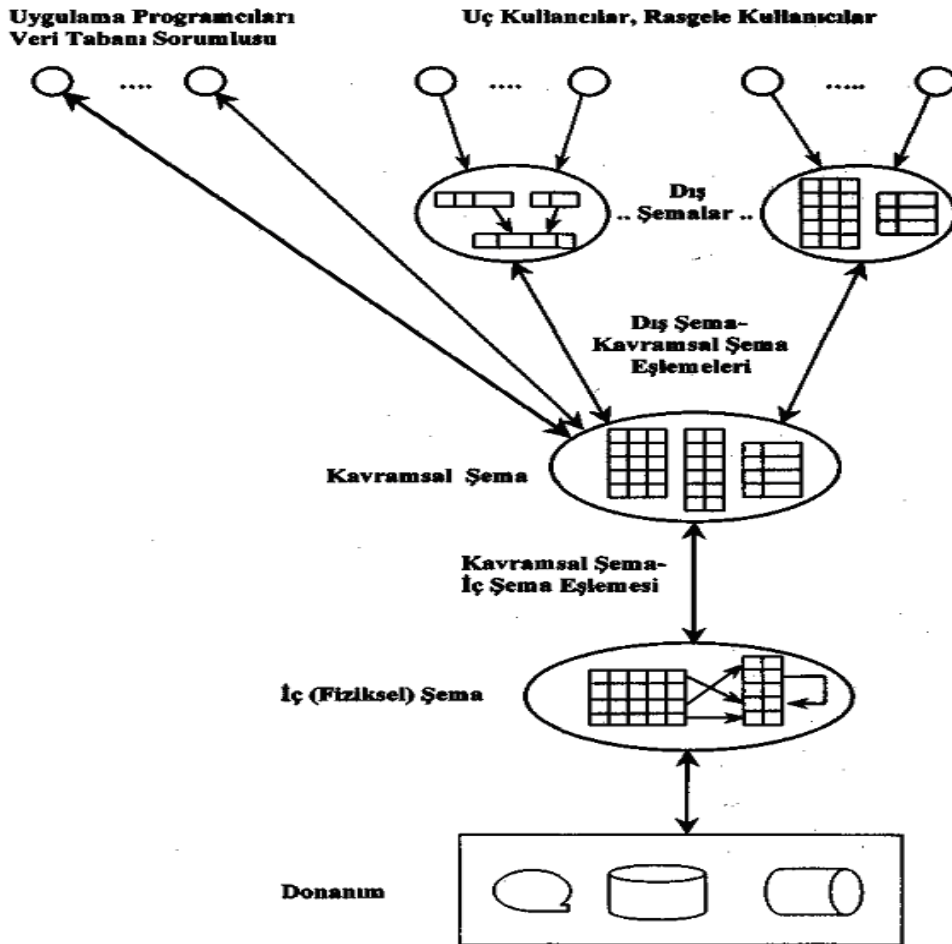 Uygulama Programcıları
Veri Tabanı Sorumlusu
Uç Kullancılar, Rasgele Kullanıcılar
....
....
.....
Dış
.. Şemalar ..
Dış Şema-
Kavramsal Şema
Eşlemeleri
Kavramsal Şema
Kavramsal Şema-
İç Şema Eşlemesi
İç (Fiziksel) Şema
Donanım